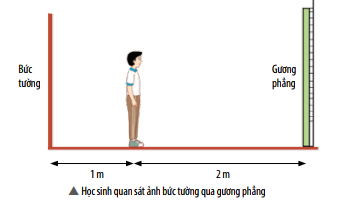 Bức
tường
Gương
phẳng
1 m
2 m
▲ Học sinh quan sát ảnh bức tường qua gương phẳng